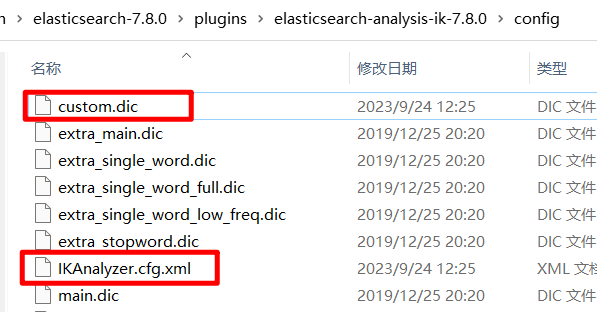 n › elasticsearch-7.8.0 › plugins › elasticsearch-analysis-ik-7.8.0 › config
名称 修改日期 类型
custom.dic 2023/9/24 12:25 DIC 文件
extra_main.dic 2019/12/25 20:20 DIC 文件
extra_single_word.dic 2019/12/25 20:20 DIC 文件
extra_single_word_full.dic 2019/12/25 20:20 DIC 文件
extra_single_word_low_freq.dic 2019/12/25 20:20 DIC 文件
extra_stopword.dic 2019/12/25 20:20 DIC 文件
IKAnalyzer.cfg.xml 2023/9/24 12:25 XML 文档
main.dic 2019/12/25 20:20 DIC 文件